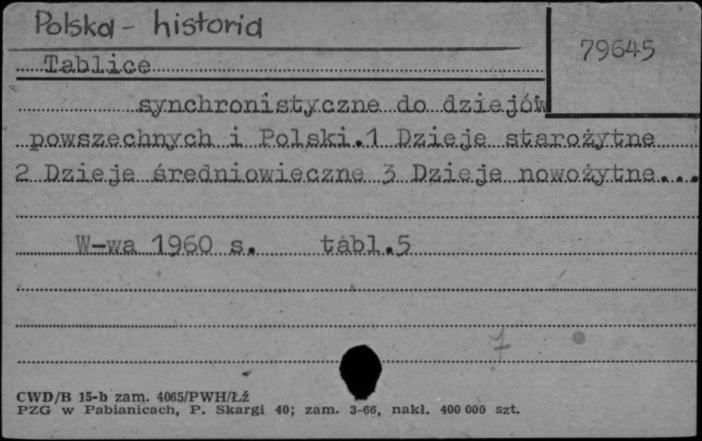 Polska - historia
79645
Tablice
synchronistyczne do dziejów
powszechnych i Polski.1 Dzieje starożytne
2 Dzieje średniowieczne 3 Dzieje nowożytne...
W-wa 1960 s. tabl.5
7
CWD/B 15-b zam. 4065/PWH/ŁŹ
PZG w Pabianicach, P. Skargi 40; zam. 3-66, nakł. 400 000 szt.